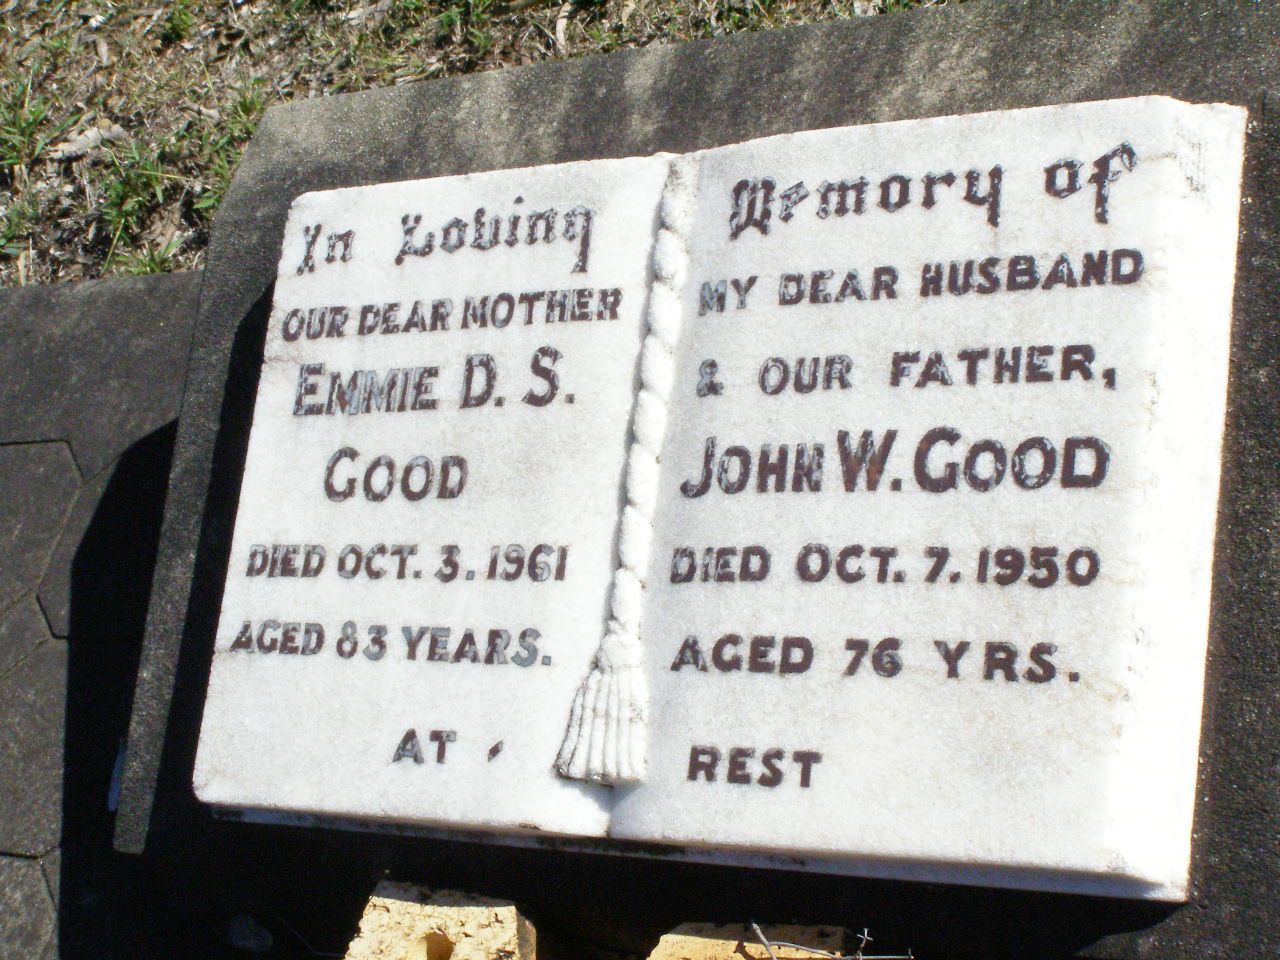 In Loving Memory of
OUR DEAR MOTHER
EMMIE D. S.
GOOD
DIED OCT. 3. 1961
AGED 83 YEARS.
MY DEAR HUSBAND
& OUR FATHER,
JOHN W. GOOD
DIED OCT. 7. 1950
AGED 76 YRS.
AT REST